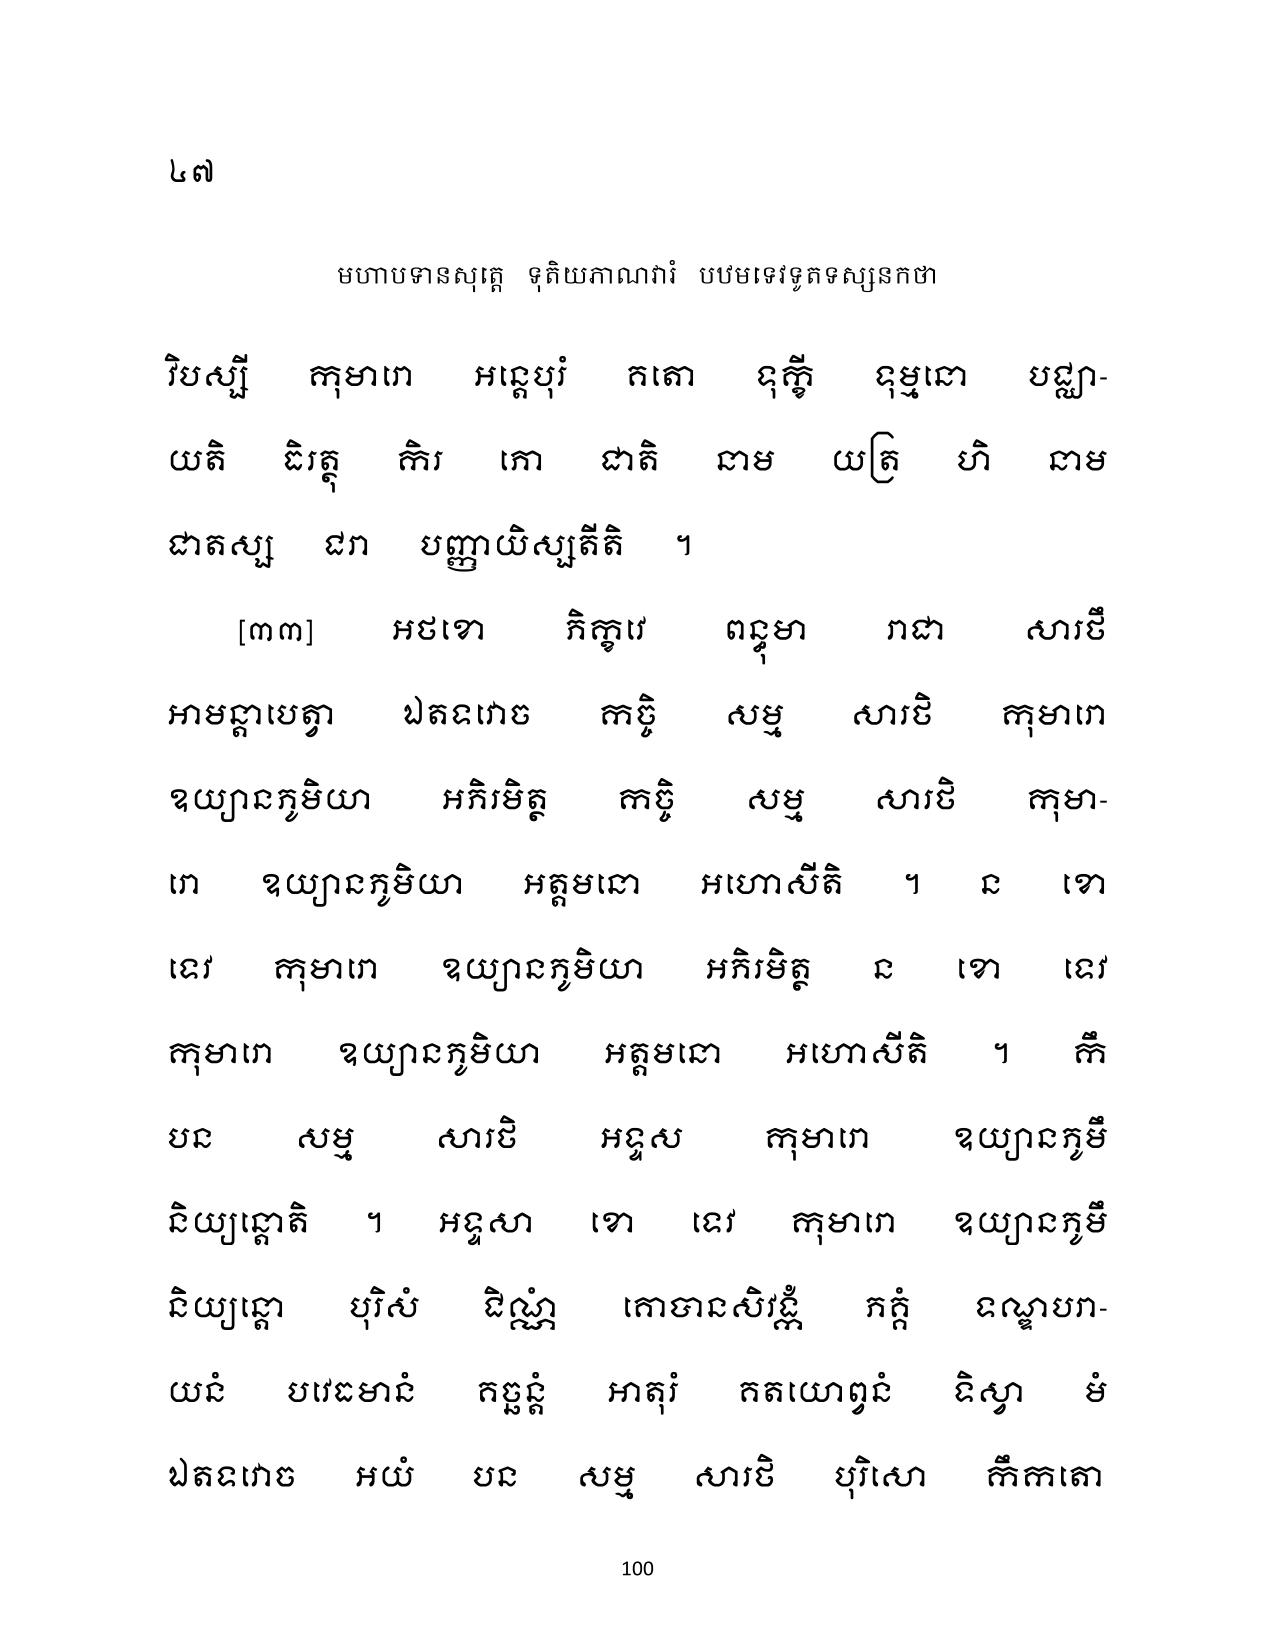 ៤៧
មហាបទានសុត្តេ ទុតិយភាណវារំ បឋមទេវទូតទស្សនកថា
វិបស្សី កុមារោ អន្តេបុរំ គតោ ទុក្ខី ទុម្មនោ បជ្ឈា-
យតិ ធិរត្ថុ កិរ ភោ ជាតិ នាម យត្រ ហិ នាម
ជាតស្ស ជរា បញ្ញាយិស្សតីតិ ។
[៣៣] អថខោ ភិក្ខវេ ពន្ធុមា រាជា សារថឹ
អាមន្តាបេត្វា ឯតទវោច កច្ចិ សម្ម សារថិ កុមារោ
ឧយ្យានភូមិយា អភិរមិត្ថ កច្ចិ សម្ម សារថិ កុមា-
រោ ឧយ្យានភូមិយា អត្តមនោ អហោសីតិ ។ ន ខោ
ទេវ កុមារោ ឧយ្យានភូមិយា អភិរមិត្ថ ន ខោ ទេវ
កុមារោ ឧយ្យានភូមិយា អត្តមនោ អហោសីតិ ។ កឹ
បន សម្ម សារថិ អទ្ទស កុមារោ ឧយ្យានភូមឹ
និយ្យន្តោតិ ។ អទ្ទសា ខោ ទេវ កុមារោ ឧយ្យានភូមឹ
និយ្យន្តោ បុរិសំ ជិណ្ណំ គោបានសិវង្កំ ភគ្គំ ទណ្ឌបរា-
យនំ បវេធមានំ គច្ឆន្តំ អាតុរំ គតយោព្វនំ ទិស្វា មំ
ឯតទវោច អយំ បន សម្ម សារថិ បុរិសោ កឹកតោ
100